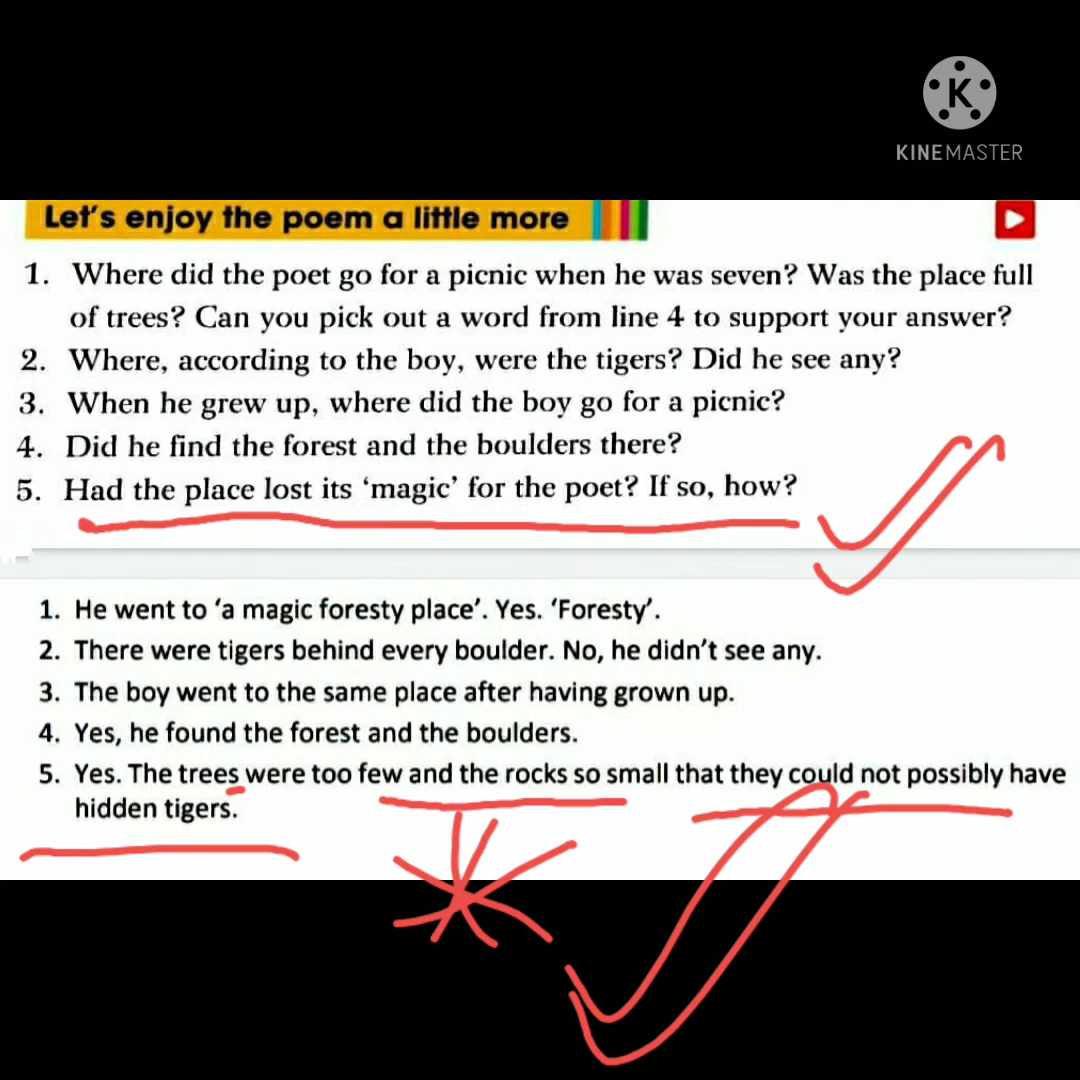 K
KINEMASTER
Let's enjoy the poem a little more
1. Where did the poet go for a picnic when he was seven? Was the place full
of trees? Can you pick out a word from line 4 to support your answer?
2. Where, according to the boy, were the tigers? Did he see any?
3. When he grew up, where did the boy go for a picnic?
4. Did he find the forest and the boulders there?
5. Had the place lost its ‘magic’ for the poet? If so, how?
1. He went to ‘a magic foresty place’. Yes. ‘Foresty’.
2. There were tigers behind every boulder. No, he didn’t see any.
3. The boy went to the same place after having grown up.
4. Yes, he found the forest and the boulders.
5. Yes. The trees were too few and the rocks so small that they could not possibly have
hidden tigers.